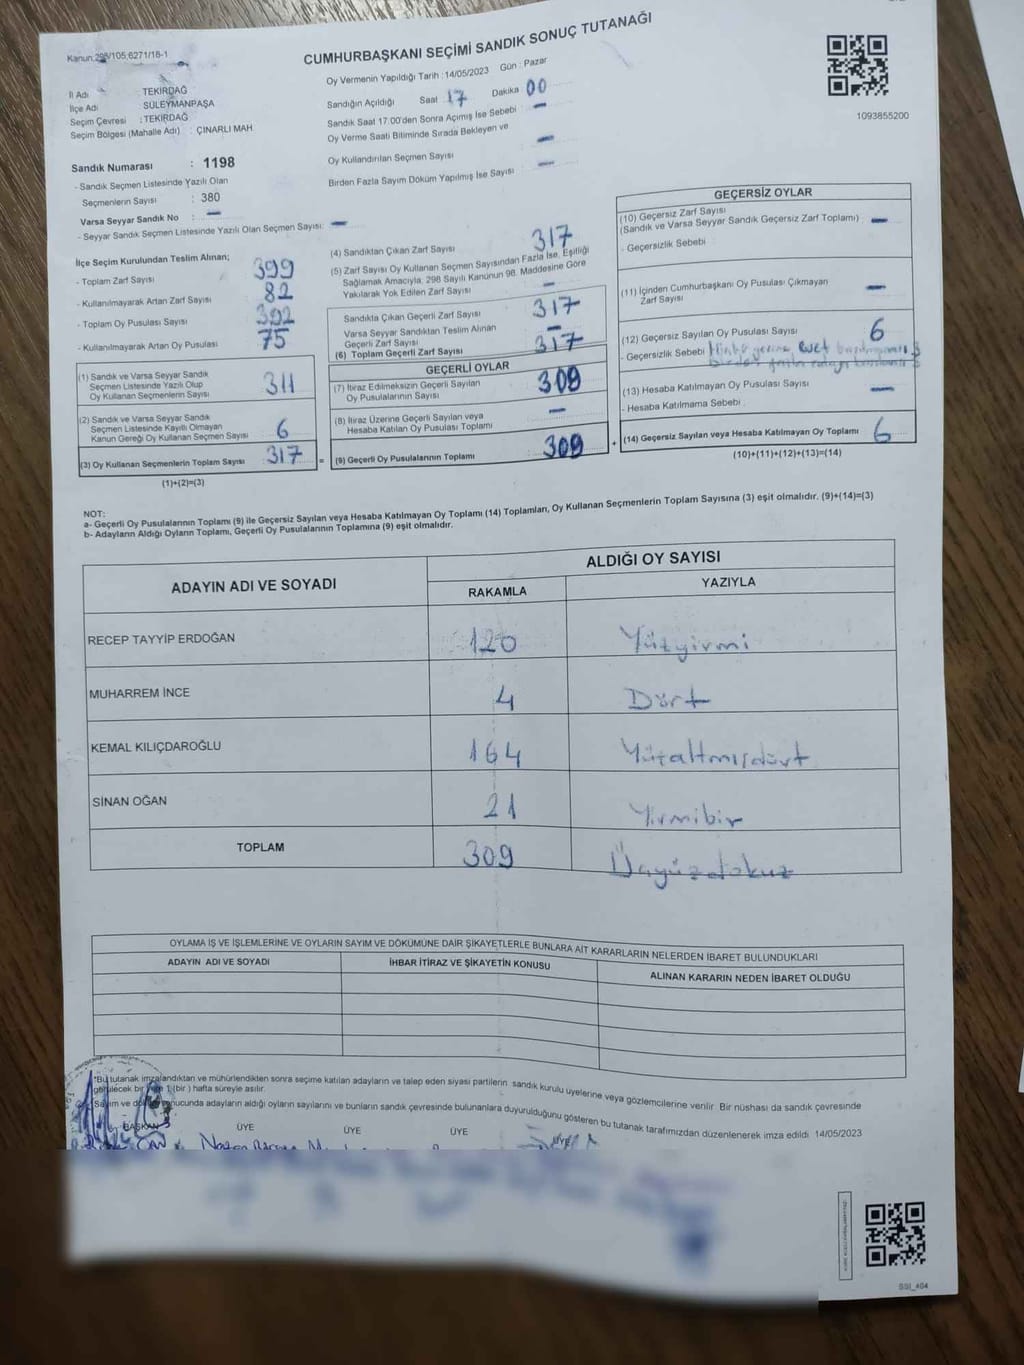 Kanun:298/105;6271/18-1
CUMHURBAŞKANI SEÇİMİ SANDIK SONUÇ TUTANAĞI
İl Adı : TEKİRDAĞ
İlçe Adı SÜLEYMANPAŞA
Seçim Çevresi : TEKİRDAĞ
Seçim Bölgesi (Mahalle Adı) : ÇINARLI MAH
Sandık Numarası : 1198
- Sandık Seçmen Listesinde Yazılı Olan
Seçmenlerin Sayısı : 380
Varsa Seyyar Sandık No : –
- Seyyar Sandık Seçmen Listesinde Yazılı Olan Seçmen Sayısı: –
Oy Vermenin Yapıldığı Tarih : 14/05/2023 Gün : Pazar
Sandığın Açıldığı Saat 17 Dakika 00
Sandık Saat 17:00'den Sonra Açımış İse Sebebi : –
Oy Verme Saati Bitiminde Sırada Bekleyen ve
Oy Kullandırılan Seçmen Sayısı –
Birden Fazla Sayım Döküm Yapılmış İse Sayısı : –
1093855200
İlçe Seçim Kurulundan Teslim Alınan;
- Toplam Zarf Sayısı 399
- Kullanılmayarak Artan Zarf Sayısı 82
- Toplam Oy Pusulası Sayısı 392
- Kullanılmayarak Artan Oy Pusulası 75
(1) Sandık ve Varsa Seyyar Sandık
Seçmen Listesinde Yazılı Olup
Oy Kullanan Seçmenlerin Sayısı 311
(2) Sandık ve Varsa Seyyar Sandık
Seçmen Listesinde Kayıtlı Olmayan
Kanun Gereği Oy Kullanan Seçmen Sayısı 6
(3) Oy Kullanan Seçmenlerin Toplam Sayısı 317 =
(1)+(2)=(3)
(4) Sandıktan Çıkan Zarf Sayısı 317
(5) Zarf Sayısı Oy Kullanan Seçmen Sayısından Fazla İse, Eşitliği
Sağlamak Amacıyla, 298 Sayılı Kanunun 98. Maddesine Göre
Yakılarak Yok Edilen Zarf Sayısı –
Sandıkta Çıkan Geçerli Zarf Sayısı 317
Varsa Seyyar Sandıktan Teslim Alınan
Geçerli Zarf Sayısı –
(6) Toplam Geçerli Zarf Sayısı 317
GEÇERLİ OYLAR
(7) İtiraz Edilmeksizin Geçerli Sayılan
Oy Pusulalarının Sayısı 309
(8) İtiraz Üzerine Geçerli Sayılan veya
Hesaba Katılan Oy Pusulası Toplamı –
(9) Geçerli Oy Pusulalarının Toplamı 309 +
GEÇERSİZ OYLAR
(10) Geçersiz Zarf Sayısı
(Sandık ve Varsa Seyyar Sandık Geçersiz Zarf Toplamı) –
- Geçersizlik Sebebi
(11) İçinden Cumhurbaşkanı Oy Pusulası Çıkmayan
Zarf Sayısı –
(12) Geçersiz Sayılan Oy Pusulası Sayısı 6
- Geçersizlik Sebebi yerine evet
(13) Hesaba Katılmayan Oy Pusulası Sayısı –
- Hesaba Katılmama Sebebi
(14) Geçersiz Sayılan veya Hesaba Katılmayan Oy Toplamı 6
(10)+(11)+(12)+(13)=(14)
NOT:
a- Geçerli Oy Pusulalarının Toplamı (9) ile Geçersiz Sayılan veya Hesaba Katılmayan Oy Toplamı (14) Toplamları, Oy Kullanan Seçmenlerin Toplam Sayısına (3) eşit olmalıdır. (9)+(14)=(3)
b- Adayların Aldığı Oyların Toplamı, Geçerli Oy Pusulalarının Toplamına (9) eşit olmalıdır.
ADAYIN ADI VE SOYADI ALDIĞI OY SAYISI
RAKAMLA YAZIYLA
RECEP TAYYİP ERDOĞAN 120 Yüzyirmi
MUHARREM İNCE 4 Dört
KEMAL KILIÇDAROĞLU 164 Yüzaltmışdört
SİNAN OĞAN 21 Yirmibir
TOPLAM 309 Üçyüzdokuz
OYLAMA İŞ VE İŞLEMLERİNE VE OYLARIN SAYIM VE DÖKÜMÜNE DAİR ŞİKAYETLERLE BUNLARA AİT KARARLARIN NELERDEN İBARET BULUNDUKLARI
ADAYIN ADI VE SOYADI İHBAR İTİRAZ VE ŞİKAYETİN KONUSU ALINAN KARARIN NEDEN İBARET OLDUĞU
*Bu tutanak imzalandıktan ve mühürlendikten sonra seçime katılan adayların ve talep eden siyasi partilerin sandık kurulu üyelerine veya gözlemcilerine verilir. Bir nüshası da sandık çevresinde
görülecek bir yere 1 (bir) hafta süreyle asılır.
Sayım ve döküm sonucunda adayların aldığı oyların sayılarını ve bunların sandık çevresinde bulunanlara duyurulduğunu gösteren bu tutanak tarafımızdan düzenlenerek imza edildi. 14/05/2023
BAŞKAN ÜYE ÜYE ÜYE ÜYE
SSI_404